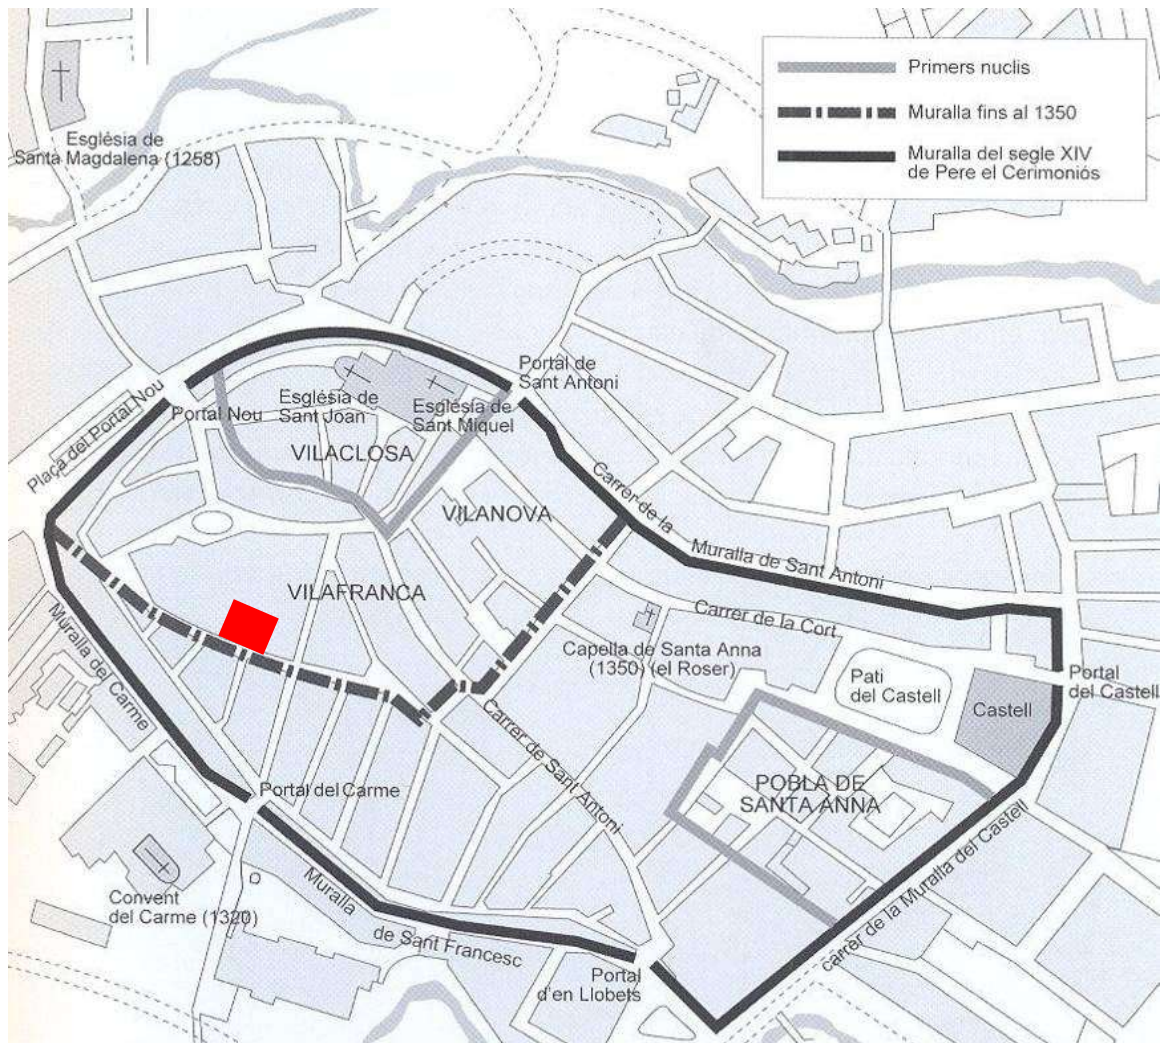 Primers nuclis
Muralla fins al 1350
Muralla del segle XIV
de Pere el Cerimoniós
Església de
Santa Magdalena (1258)
Portal de
Sant Antoni
Plaça del Portal Nou
Portal Nou
Església de
Sant Joan
Església de
Sant Miquel
VILACLOSA
VILANOVA
Carrer de la
Muralla de Sant Antoni
VILAFRANCA
Carrer de la Cort
Muralla del Carme
Capella de Santa Anna
(1350) (el Roser)
Pati
del Castell
Portal
del Castell
Castell
Carrer de Sant Antoni
POBLA DE
SANTA ANNA
Portal del Carme
carrer de la Muralla del Castell
Convent
del Carme (1320)
Muralla
de Sant Francesc
Portal
d'en Llobets